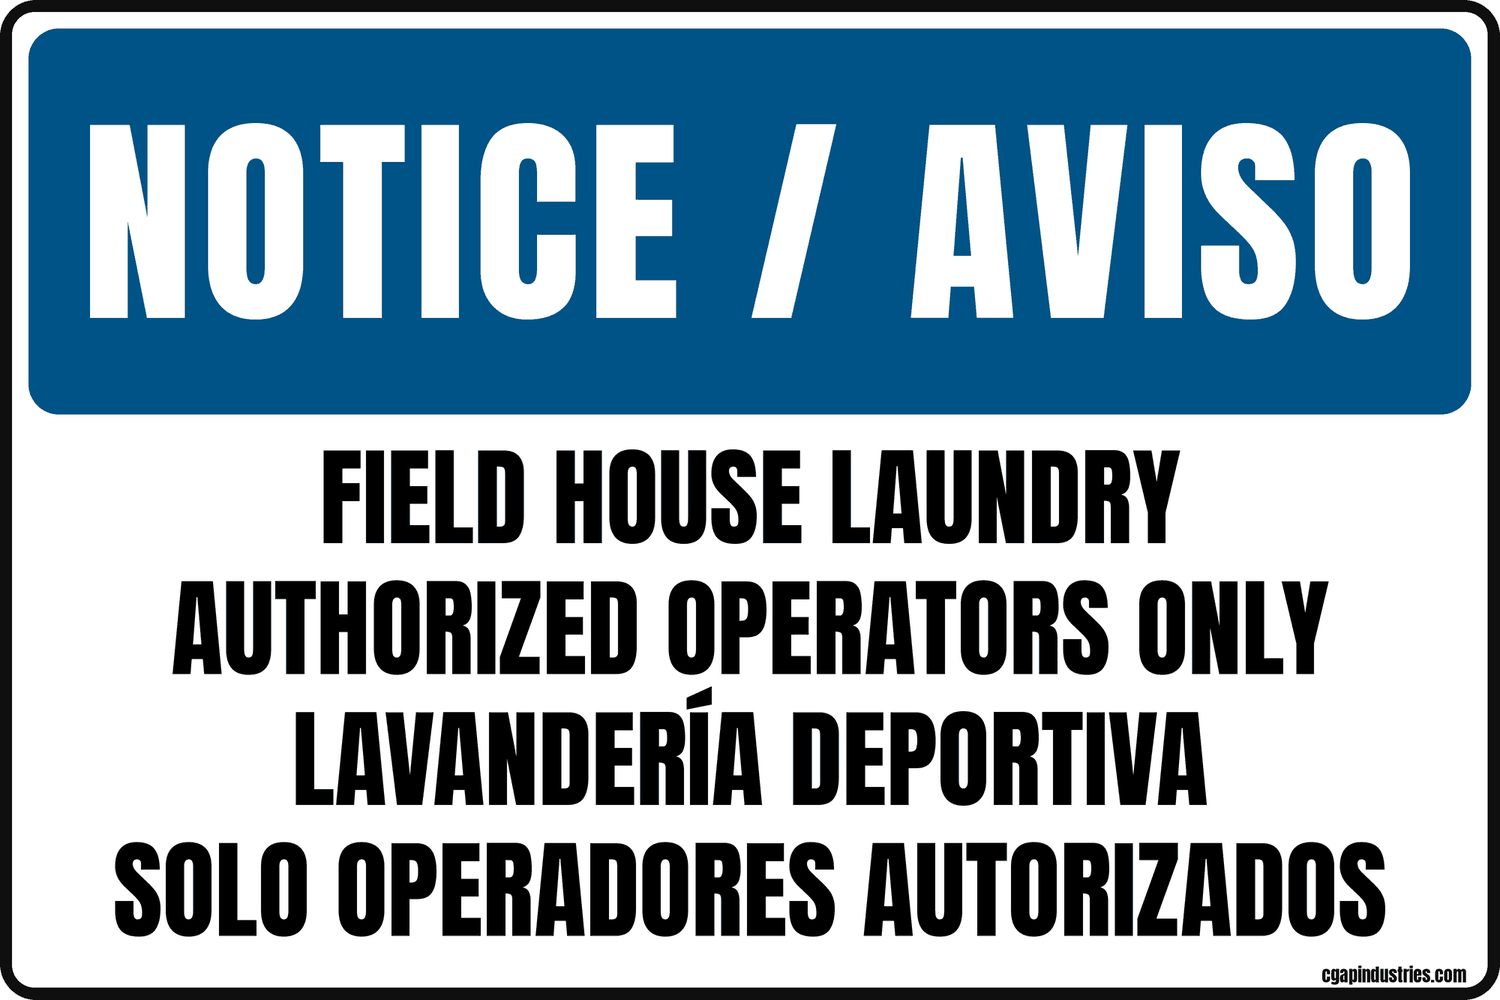 NOTICE / AVISO
FIELD HOUSE LAUNDRY
AUTHORIZED OPERATORS ONLY
LAVANDERÍA DEPORTIVA
SOLO OPERADORES AUTORIZADOS
cgapindustries.com